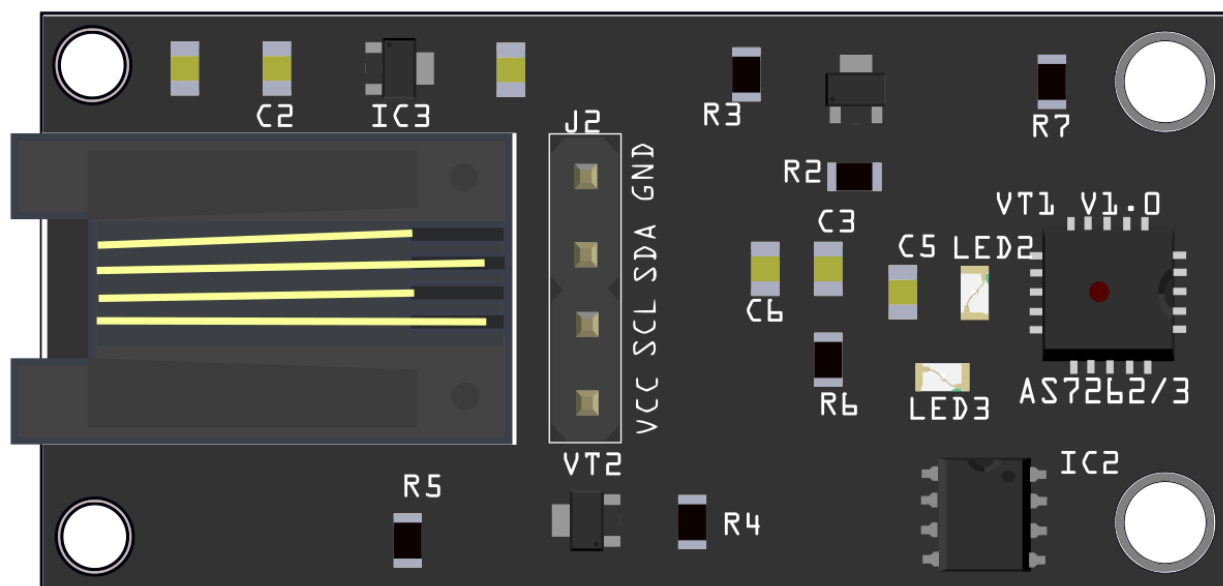 C2
IC3
J2
R3
R7
GND
SDA
SCL
VCC
R2
C3
VT1 V1.0
C5
LED2
C6
R6
LED3
AS7262/3
VT2
R5
R4
IC2